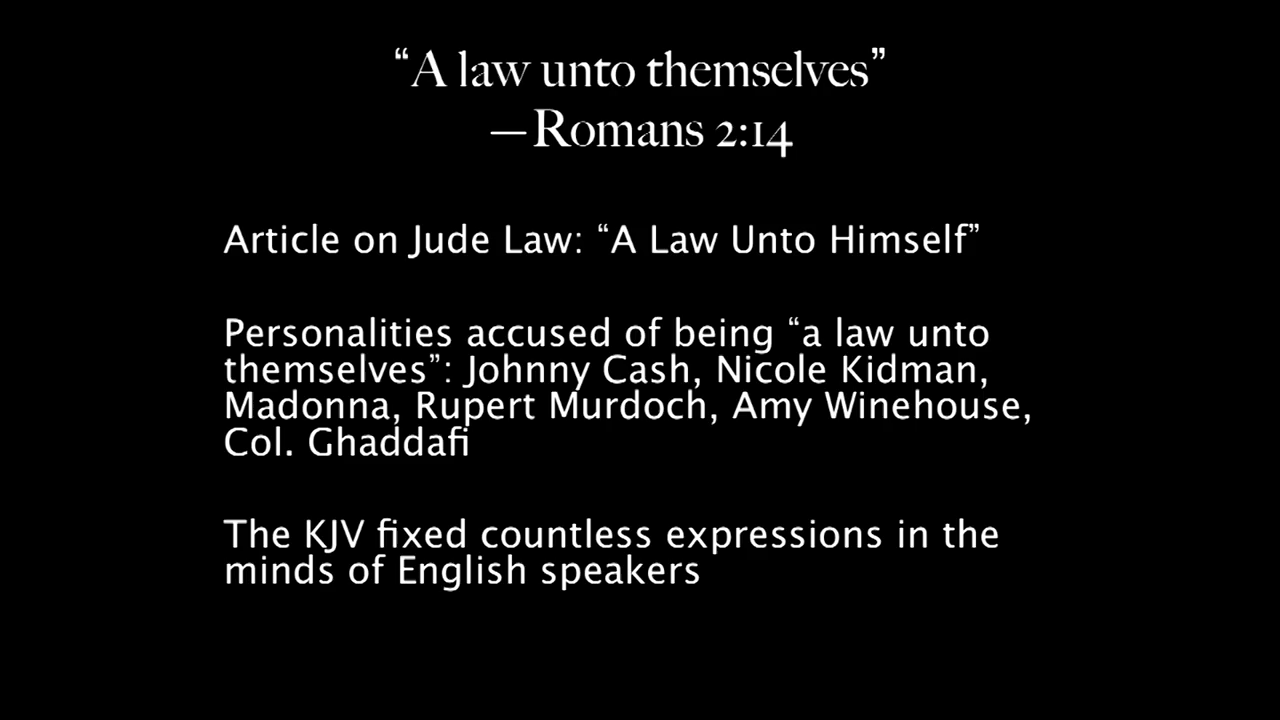 “A law unto themselves”
—Romans 2:14
Article on Jude Law: “A Law Unto Himself”
Personalities accused of being “a law unto
themselves”: Johnny Cash, Nicole Kidman,
Madonna, Rupert Murdoch, Amy Winehouse,
Col. Ghaddafi
The KJV fixed countless expressions in the
minds of English speakers